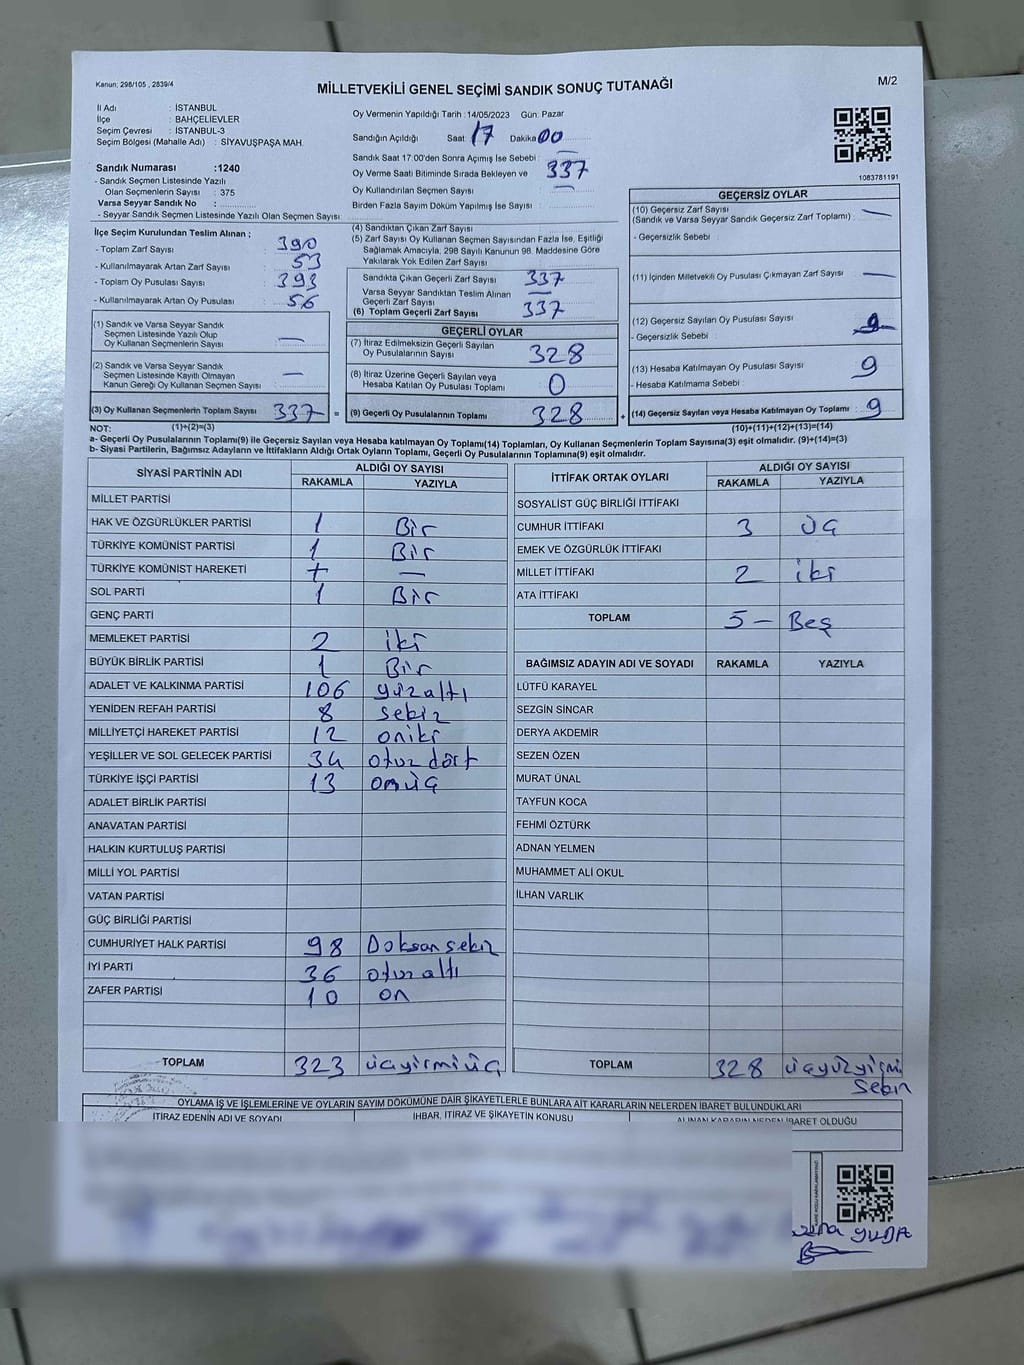 Kanun: 298/105 , 2839/4
MİLLETVEKİLİ GENEL SEÇİMİ SANDIK SONUÇ TUTANAĞI
M/2
İl Adı : İSTANBUL
İlçe : BAHÇELİEVLER
Seçim Çevresi : İSTANBUL-3
Seçim Bölgesi (Mahalle Adı) : SİYAVUŞPAŞA MAH.
Sandık Numarası :1240
- Sandık Seçmen Listesinde Yazılı
Olan Seçmenlerin Sayısı : 375
Varsa Seyyar Sandık No :
- Seyyar Sandık Seçmen Listesinde Yazılı Olan Seçmen Sayısı
İlçe Seçim Kurulundan Teslim Alınan ;
- Toplam Zarf Sayısı 390
- Kullanılmayarak Artan Zarf Sayısı 53
- Toplam Oy Pusulası Sayısı 393
- Kullanılmayarak Artan Oy Pusulası 56
(1) Sandık ve Varsa Seyyar Sandık
Seçmen Listesinde Yazılı Olup
Oy Kullanan Seçmenlerin Sayısı —
(2) Sandık ve Varsa Seyyar Sandık
Seçmen Listesinde Kayıtlı Olmayan
Kanun Gereği Oy Kullanan Seçmen Sayısı —
(3) Oy Kullanan Seçmenlerin Toplam Sayısı 337 =
Oy Vermenin Yapıldığı Tarih :14/05/2023 Gün: Pazar
Sandığın Açıldığı Saat: 17 Dakika 00
Sandık Saat 17:00'den Sonra Açımış İse Sebebi : —
Oy Verme Saati Bitiminde Sırada Bekleyen ve 337
Oy Kullandırılan Seçmen Sayısı —
Birden Fazla Sayım Döküm Yapılmış İse Sayısı :
(4) Sandıktan Çıkan Zarf Sayısı
(5) Zarf Sayısı Oy Kullanan Seçmen Sayısından Fazla İse, Eşitliği
Sağlamak Amacıyla, 298 Sayılı Kanunun 98. Maddesine Göre
Yakılarak Yok Edilen Zarf Sayısı
Sandıkta Çıkan Geçerli Zarf Sayısı 337
Varsa Seyyar Sandıktan Teslim Alınan
Geçerli Zarf Sayısı —
(6) Toplam Geçerli Zarf Sayısı 337
GEÇERLİ OYLAR
(7) İtiraz Edilmeksizin Geçerli Sayılan
Oy Pusulalarının Sayısı 328
(8) İtiraz Üzerine Geçerli Sayılan veya
Hesaba Katılan Oy Pusulası Toplamı 0
(9) Geçerli Oy Pusulalarının Toplamı 328 +
1083781191
GEÇERSİZ OYLAR
(10) Geçersiz Zarf Sayısı
(Sandık ve Varsa Seyyar Sandık Geçersiz Zarf Toplamı) : —
- Geçersizlik Sebebi :
(11) İçinden Milletvekili Oy Pusulası Çıkmayan Zarf Sayısı —
(12) Geçersiz Sayılan Oy Pusulası Sayısı :
- Geçersizlik Sebebi :
(13) Hesaba Katılmayan Oy Pusulası Sayısı 9
- Hesaba Katılmama Sebebi :
(14) Geçersiz Sayılan veya Hesaba Katılmayan Oy Toplamı : 9
NOT: (1)+(2)=(3) (10)+(11)+(12)+(13)=(14)
a- Geçerli Oy Pusulalarının Toplamı(9) ile Geçersiz Sayılan veya Hesaba katılmayan Oy Toplamı(14) Toplamları, Oy Kullanan Seçmenlerin Toplam Sayısına(3) eşit olmalıdır. (9)+(14)=(3)
b- Siyasi Partilerin, Bağımsız Adayların ve İttifakların Aldığı Ortak Oyların Toplamı, Geçerli Oy Pusulalarının Toplamına(9) eşit olmalıdır.
SİYASİ PARTİNİN ADI ALDIĞI OY SAYISI
RAKAMLA YAZIYLA
MİLLET PARTİSİ
HAK VE ÖZGÜRLÜKLER PARTİSİ 1 Bir
TÜRKİYE KOMÜNİST PARTİSİ 1 Bir
TÜRKİYE KOMÜNİST HAREKETİ —
SOL PARTİ 1 Bir
GENÇ PARTİ
MEMLEKET PARTİSİ 2 iki
BÜYÜK BİRLİK PARTİSİ 1 Bir
ADALET VE KALKINMA PARTİSİ 106 yüzaltı
YENİDEN REFAH PARTİSİ 8 sekiz
MİLLİYETÇİ HAREKET PARTİSİ 12 oniki
YEŞİLLER VE SOL GELECEK PARTİSİ 34 otuz dört
TÜRKİYE İŞÇİ PARTİSİ 13 onüç
ADALET BİRLİK PARTİSİ
ANAVATAN PARTİSİ
HALKIN KURTULUŞ PARTİSİ
MİLLİ YOL PARTİSİ
VATAN PARTİSİ
GÜÇ BİRLİĞİ PARTİSİ
CUMHURİYET HALK PARTİSİ 98 Doksan sekiz
İYİ PARTİ 36 otuz altı
ZAFER PARTİSİ 10 on
TOPLAM 323 üçyirmiüç
İTTİFAK ORTAK OYLARI ALDIĞI OY SAYISI
RAKAMLA YAZIYLA
SOSYALİST GÜÇ BİRLİĞİ İTTİFAKI
CUMHUR İTTİFAKI 3 üç
EMEK VE ÖZGÜRLÜK İTTİFAKI
MİLLET İTTİFAKI 2 iki
ATA İTTİFAKI
TOPLAM 5 — Beş
BAĞIMSIZ ADAYIN ADI VE SOYADI RAKAMLA YAZIYLA
LÜTFÜ KARAYEL
SEZGİN SİNCAR
DERYA AKDEMİR
SEZEN ÖZEN
MURAT ÜNAL
TAYFUN KOCA
FEHMİ ÖZTÜRK
ADNAN YELMEN
MUHAMMET ALİ OKUL
İLHAN VARLIK
TOPLAM 328 üçyüzyirmi
Sekiz
OYLAMA İŞ VE İŞLEMLERİNE VE OYLARIN SAYIM DÖKÜMÜNE DAİR ŞİKAYETLERLE BUNLARA AİT KARARLARIN NELERDEN İBARET BULUNDUKLARI
İTİRAZ EDENİN ADI VE SOYADI İHBAR, İTİRAZ VE ŞİKAYETİN KONUSU ALINAN KARARIN NEDEN İBARET OLDUĞU